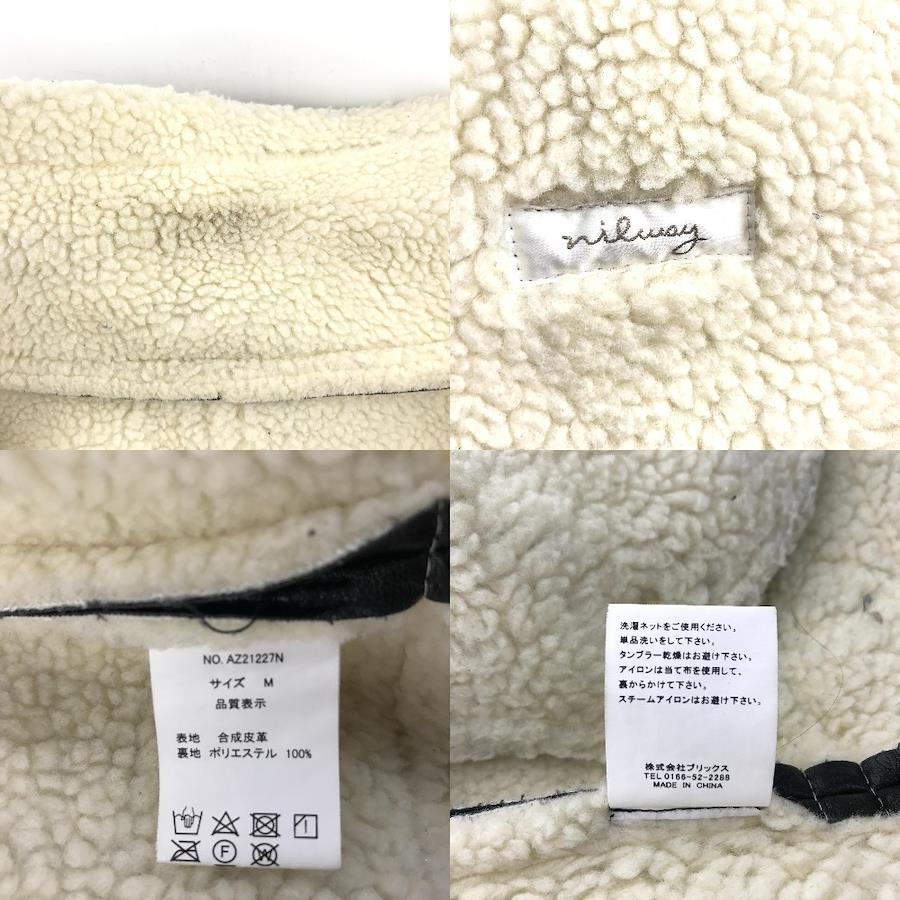 nilway
NO. AZ21227N
サイズ M
品質表示
表地 合成皮革
裏地 ポリエステル 100%
F
W
洗濯ネットをご使用ください。
単品洗いをして下さい。
タンブラー乾燥はお避け下さい。
アイロンは当て布を使用して、
裏からかけて下さい。
スチームアイロンはお避け下さい。
株式会社ブリックス
TEL 0166-52-2288
MADE IN CHINA